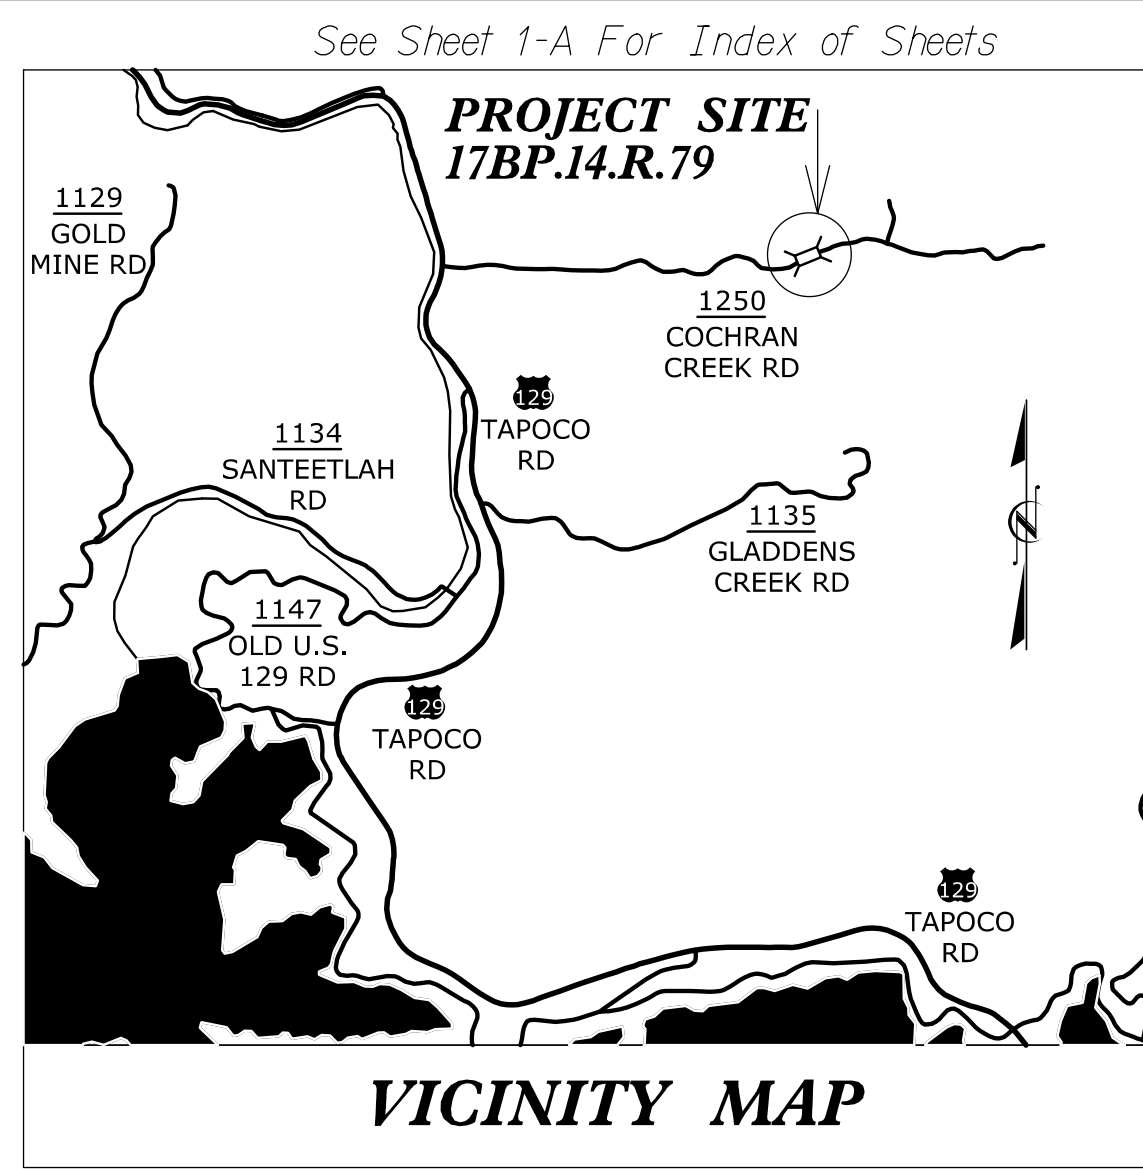 See Sheet 1-A For Index of Sheets
PROJECT SITE
17BP.14.R.79
1129
GOLD
MINE RD
1250
COCHRAN
CREEK RD
129
TAPOCO
RD
1134
SANTEETLAH
RD
1135
GLADDENS
CREEK RD
N
1147
OLD U.S.
129 RD
129
TAPOCO
RD
129
TAPOCO
RD
VICINITY MAP